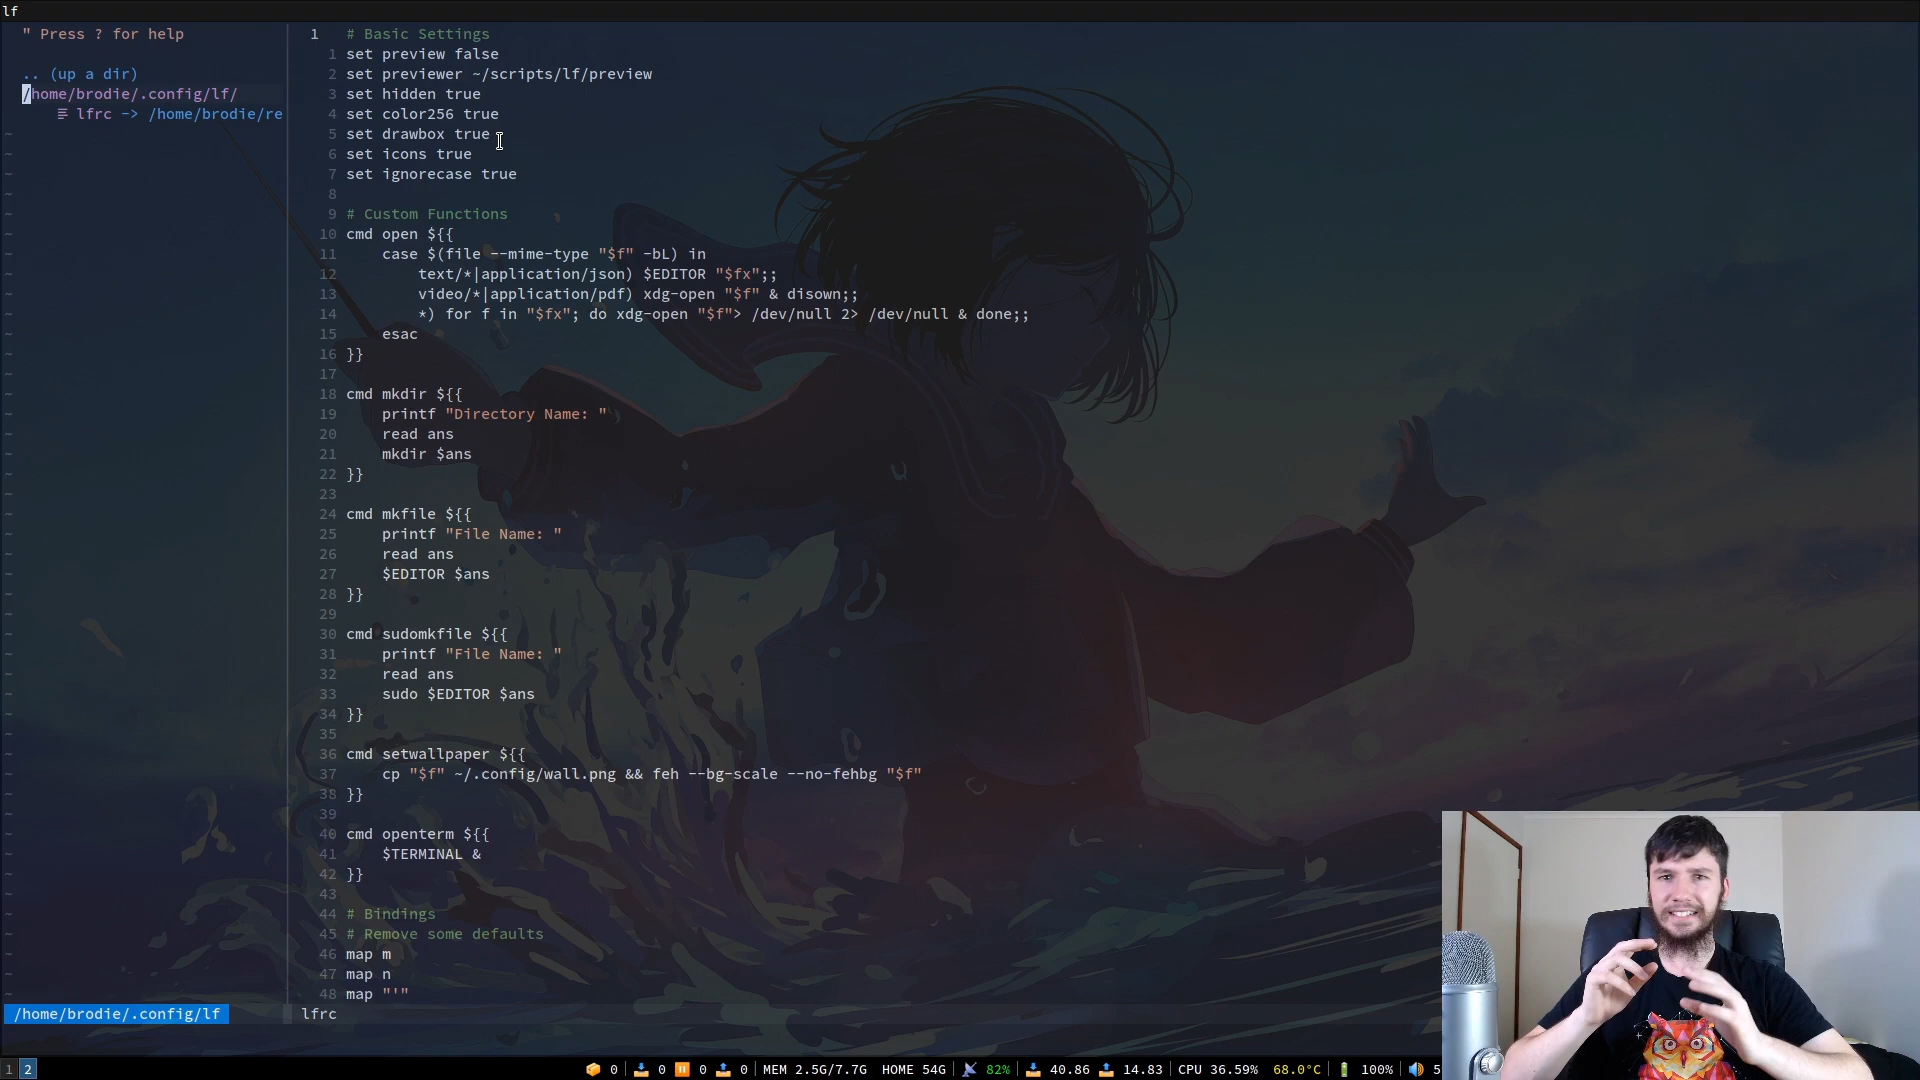 lf
" Press ? for help
.. (up a dir)
/home/brodie/.config/lf/
lfrc -> /home/brodie/re
1 # Basic Settings
1 set preview false
2 set previewer ~/scripts/lf/preview
3 set hidden true
4 set color256 true
5 set drawbox true
6 set icons true
7 set ignorecase true
8
9 # Custom Functions
10 cmd open ${{
11 case $(file --mime-type "$f" -bL) in
12 text/*|application/json) $EDITOR "$fx";;
13 video/*|application/pdf) xdg-open "$f" & disown;;
14 *) for f in "$fx"; do xdg-open "$f"> /dev/null 2> /dev/null & done;;
15 esac
16 }}
17
18 cmd mkdir ${{
19 printf "Directory Name: "
20 read ans
21 mkdir $ans
22 }}
23
24 cmd mkfile ${{
25 printf "File Name: "
26 read ans
27 $EDITOR $ans
28 }}
29
30 cmd sudomkfile ${{
31 printf "File Name: "
32 read ans
33 sudo $EDITOR $ans
34 }}
35
36 cmd setwallpaper ${{
37 cp "$f" ~/.config/wall.png && feh --bg-scale --no-fehbg "$f"
38 }}
39
40 cmd openterm ${{
41 $TERMINAL &
42 }}
43
44 # Bindings
45 # Remove some defaults
46 map m
47 map n
48 map "'"
/home/brodie/.config/lf
lfrc
1 2
0 | 0 0 0 | MEM 2.5G/7.7G HOME 54G | 82% | 40.86 14.83 | CPU 36.59% 68.0°C | 100% | 5